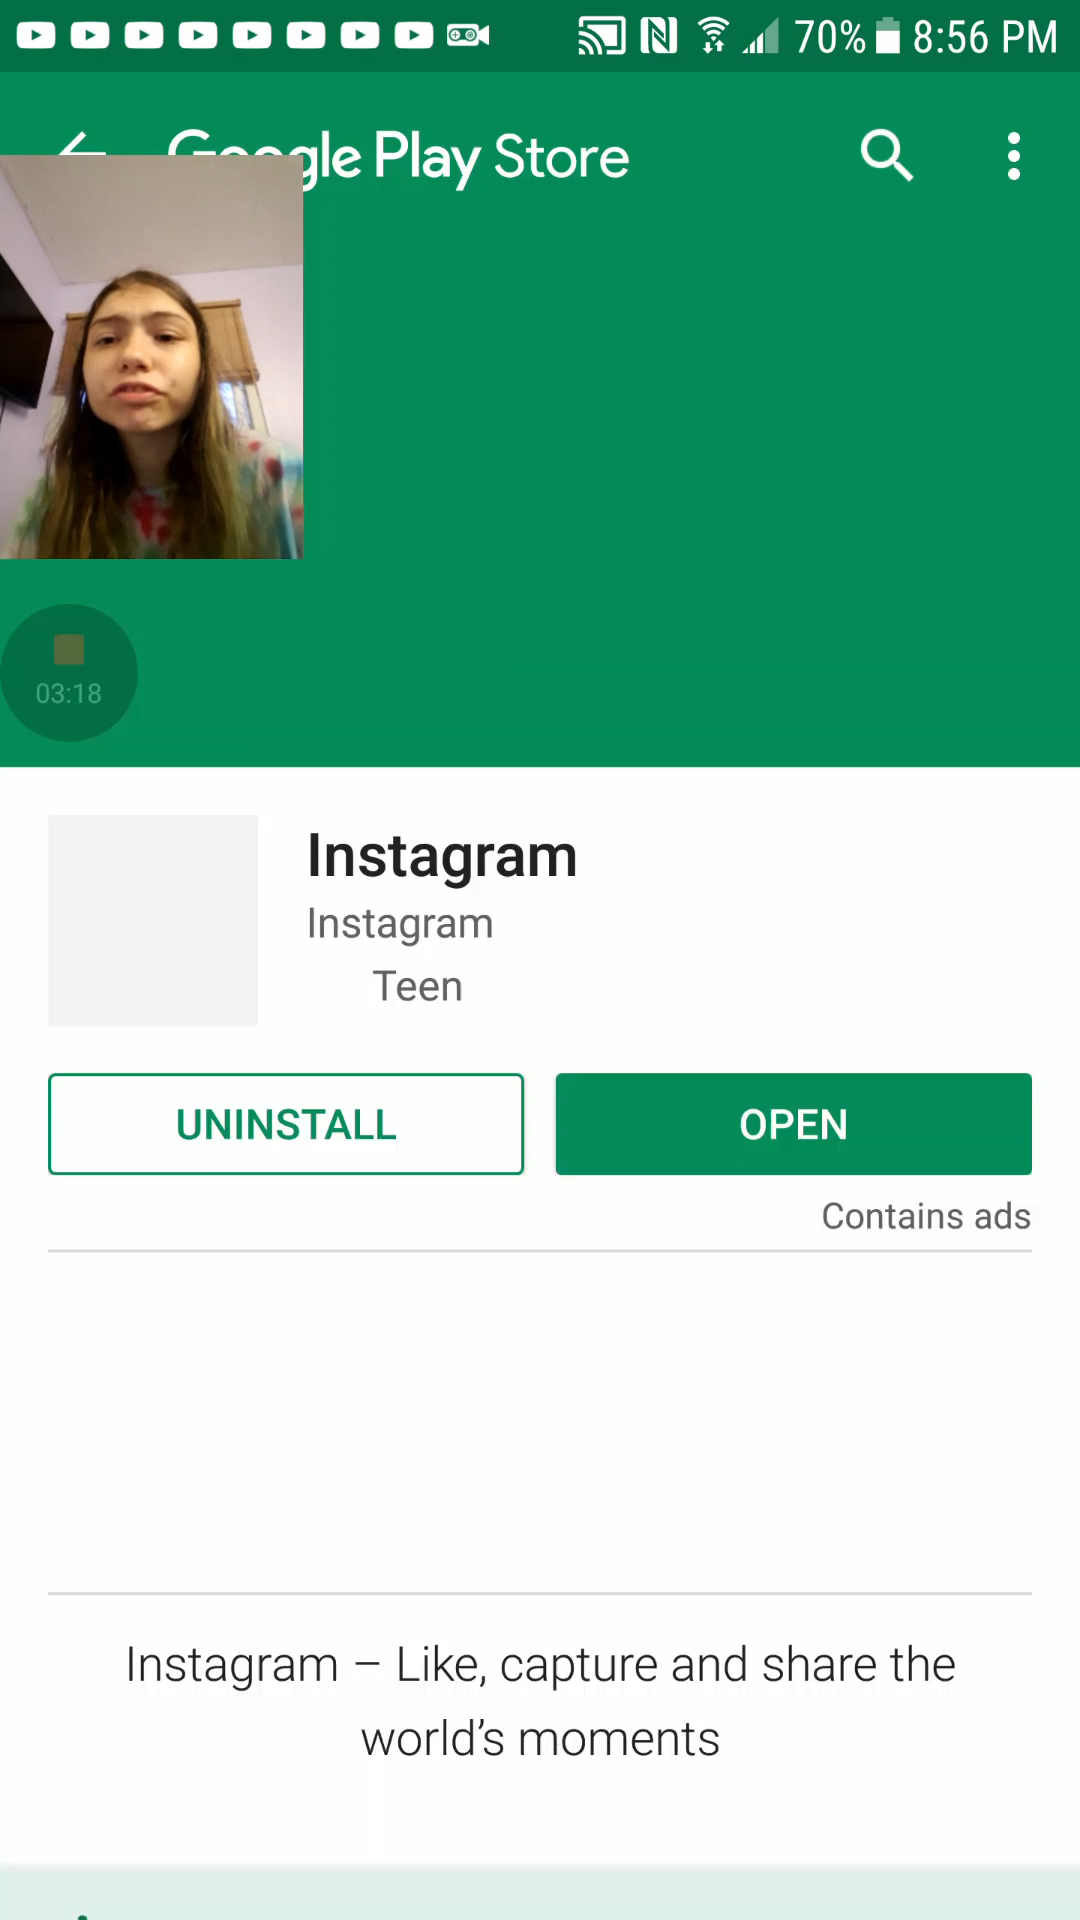 70% 8:56 PM
Google Play Store
03:18
Instagram
Instagram
Teen
UNINSTALL
OPEN
Contains ads
Instagram – Like, capture and share the
world’s moments